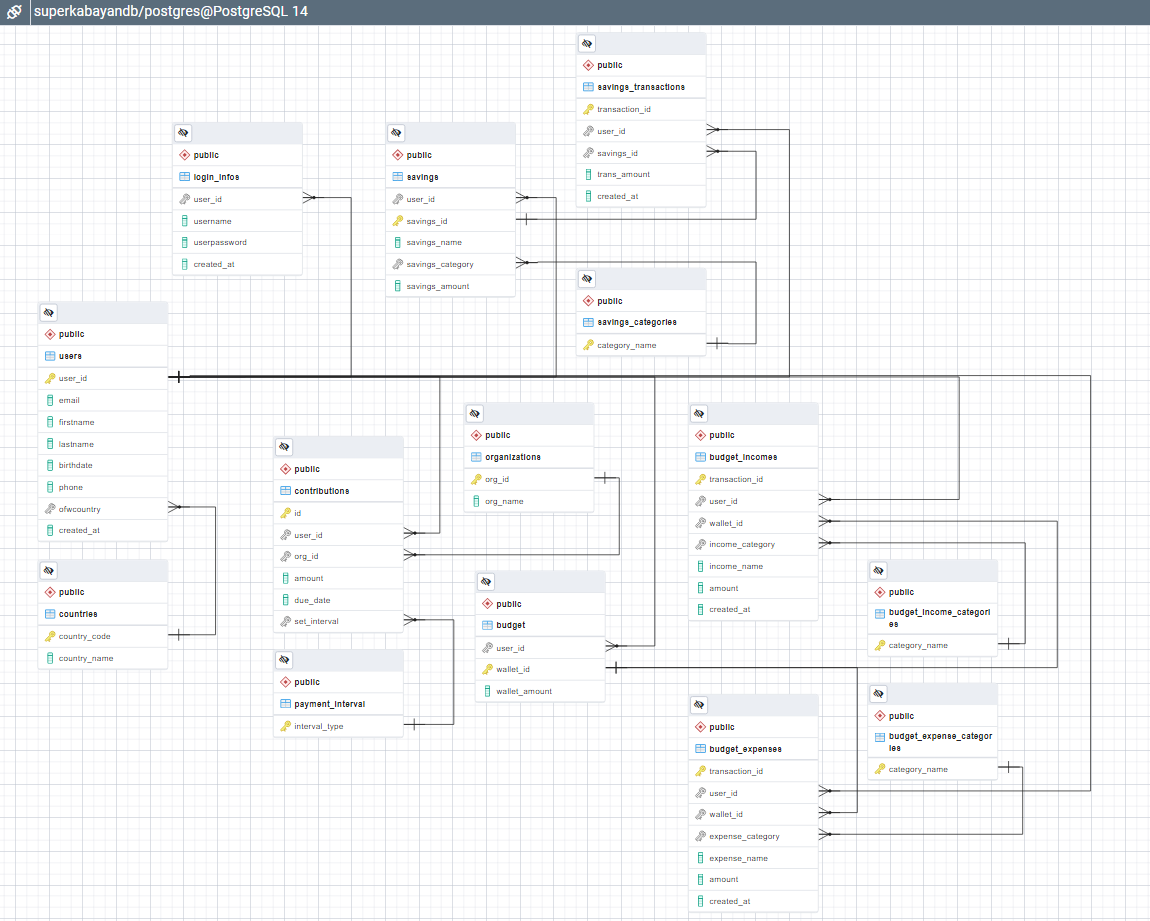 superkabayandb/postgres@PostgreSQL 14
public
savings_transactions
transaction_id
user_id
savings_id
trans_amount
created_at
public
login_infos
user_id
username
userpassword
created_at
public
savings
user_id
savings_id
savings_name
savings_category
savings_amount
public
savings_categories
category_name
public
users
user_id
email
firstname
lastname
birthdate
phone
ofwcountry
created_at
public
countries
country_code
country_name
public
contributions
id
user_id
org_id
amount
due_date
set_interval
public
payment_interval
interval_type
public
organizations
org_id
org_name
public
budget
user_id
wallet_id
wallet_amount
public
budget_incomes
transaction_id
user_id
wallet_id
income_category
income_name
amount
created_at
public
budget_income_categori
es
category_name
public
budget_expense_categor
ies
category_name
public
budget_expenses
transaction_id
user_id
wallet_id
expense_category
expense_name
amount
created_at